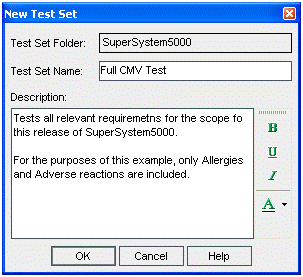 New Test Set
Test Set Folder: SuperSystem5000
Test Set Name: Full CMV Test
Description:
Tests all relevant requiremetns for the scope fo
this release of SuperSystem5000.
For the purposes of this example, only Allergies
and Adverse reactions are included.
B
U
I
A
OK Cancel Help